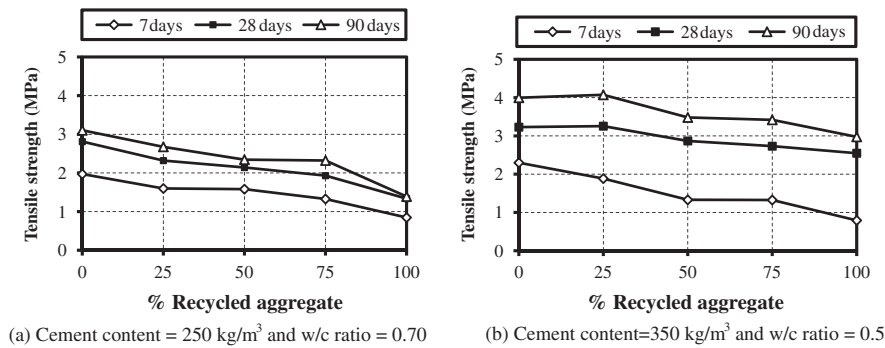 7days 28days 90days
Tensile strength (MPa)
5
4
3
2
1
0
0 25 50 75 100
% Recycled aggregate
(a) Cement content = 250 kg/m³ and w/c ratio = 0.70
7days 28days 90days
Tensile strength (MPa)
5
4
3
2
1
0
0 25 50 75 100
% Recycled aggregate
(b) Cement content=350 kg/m³ and w/c ratio = 0.5